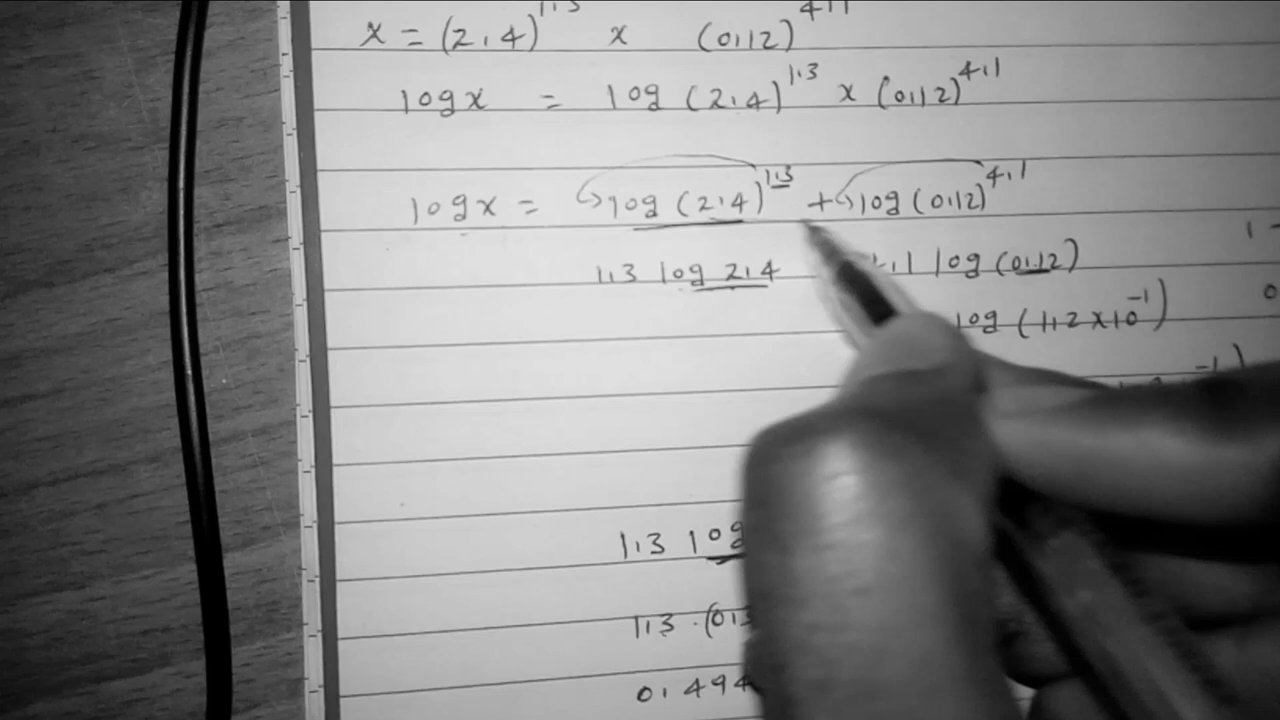 x = (2.4)^1.3 x (0.12)^4.1
log x = log (2.4)^1.3 x (0.12)^4.1
log x = log (2.4)^1.3 + log (0.12)^4.1
1.3 log 2.4 log (0.12)
log (1.2 x 10^-1)
1.3 log
1.3 .
0.494